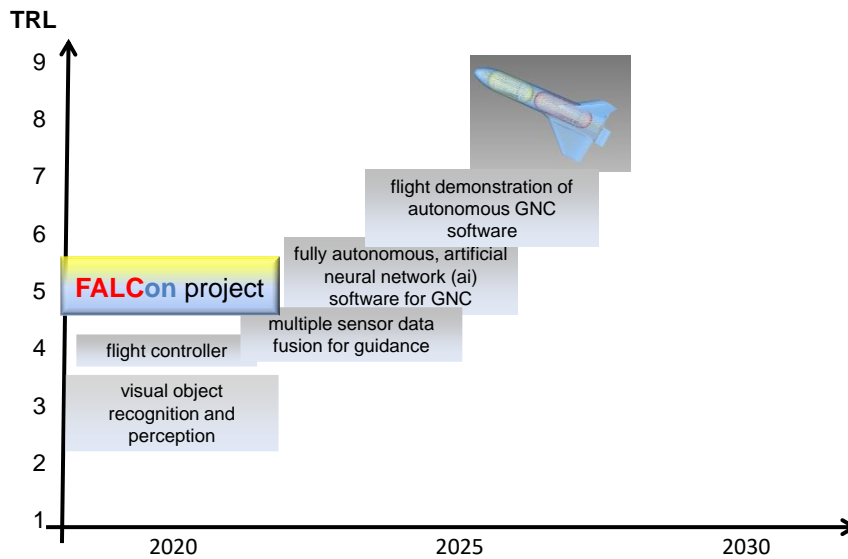 TRL
9
8
7
flight demonstration of
autonomous GNC
software
6
fully autonomous, artificial
neural network (ai)
software for GNC
5
FALCon project
multiple sensor data
fusion for guidance
4
flight controller
3
visual object
recognition and
perception
2
1
2020
2025
2030